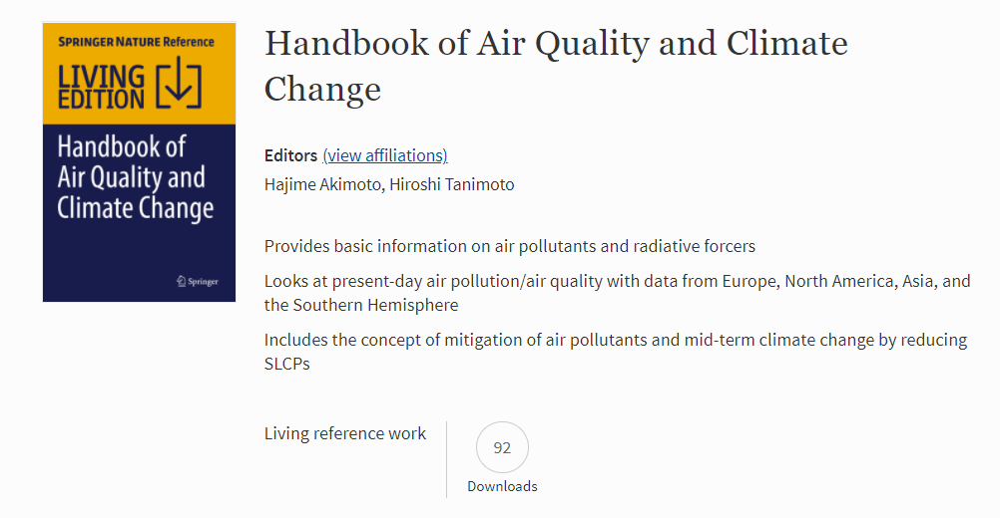 SPRINGER NATURE Reference
LIVING
EDITION
Handbook of
Air Quality and
Climate Change
Springer
Handbook of Air Quality and Climate
Change
Editors (view affiliations)
Hajime Akimoto, Hiroshi Tanimoto
Provides basic information on air pollutants and radiative forcers
Looks at present-day air pollution/air quality with data from Europe, North America, Asia, and
the Southern Hemisphere
Includes the concept of mitigation of air pollutants and mid-term climate change by reducing
SLCPs
Living reference work
92
Downloads